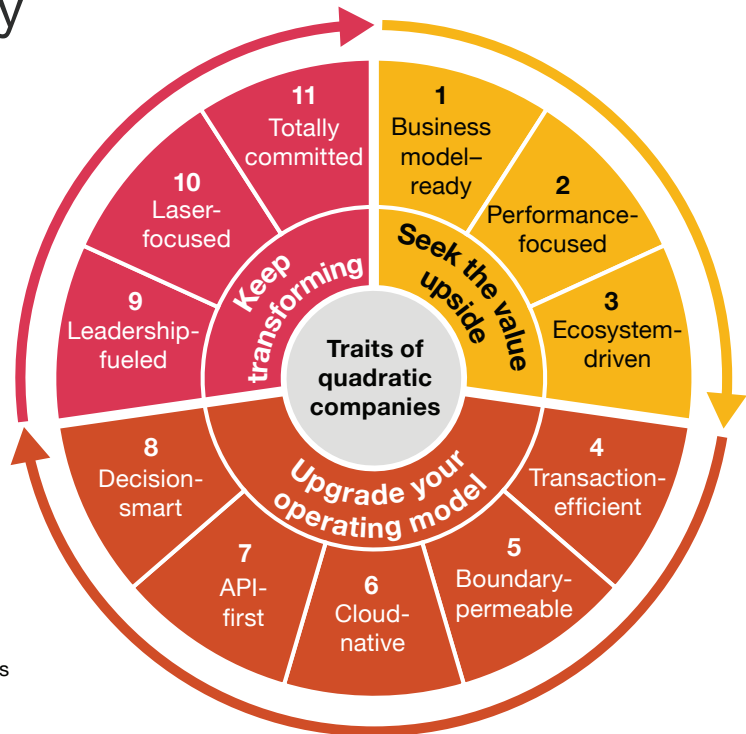 y
11
Totally
committed
1
Business
model–
ready
10
Laser-
focused
2
Performance-
focused
9
Leadership-
fueled
3
Ecosystem-
driven
Keep
transforming
Seek the value
upside
Traits of
quadratic
companies
Upgrade your
operating model
8
Decision-
smart
4
Transaction-
efficient
7
API-
first
6
Cloud-
native
5
Boundary-
permeable
s